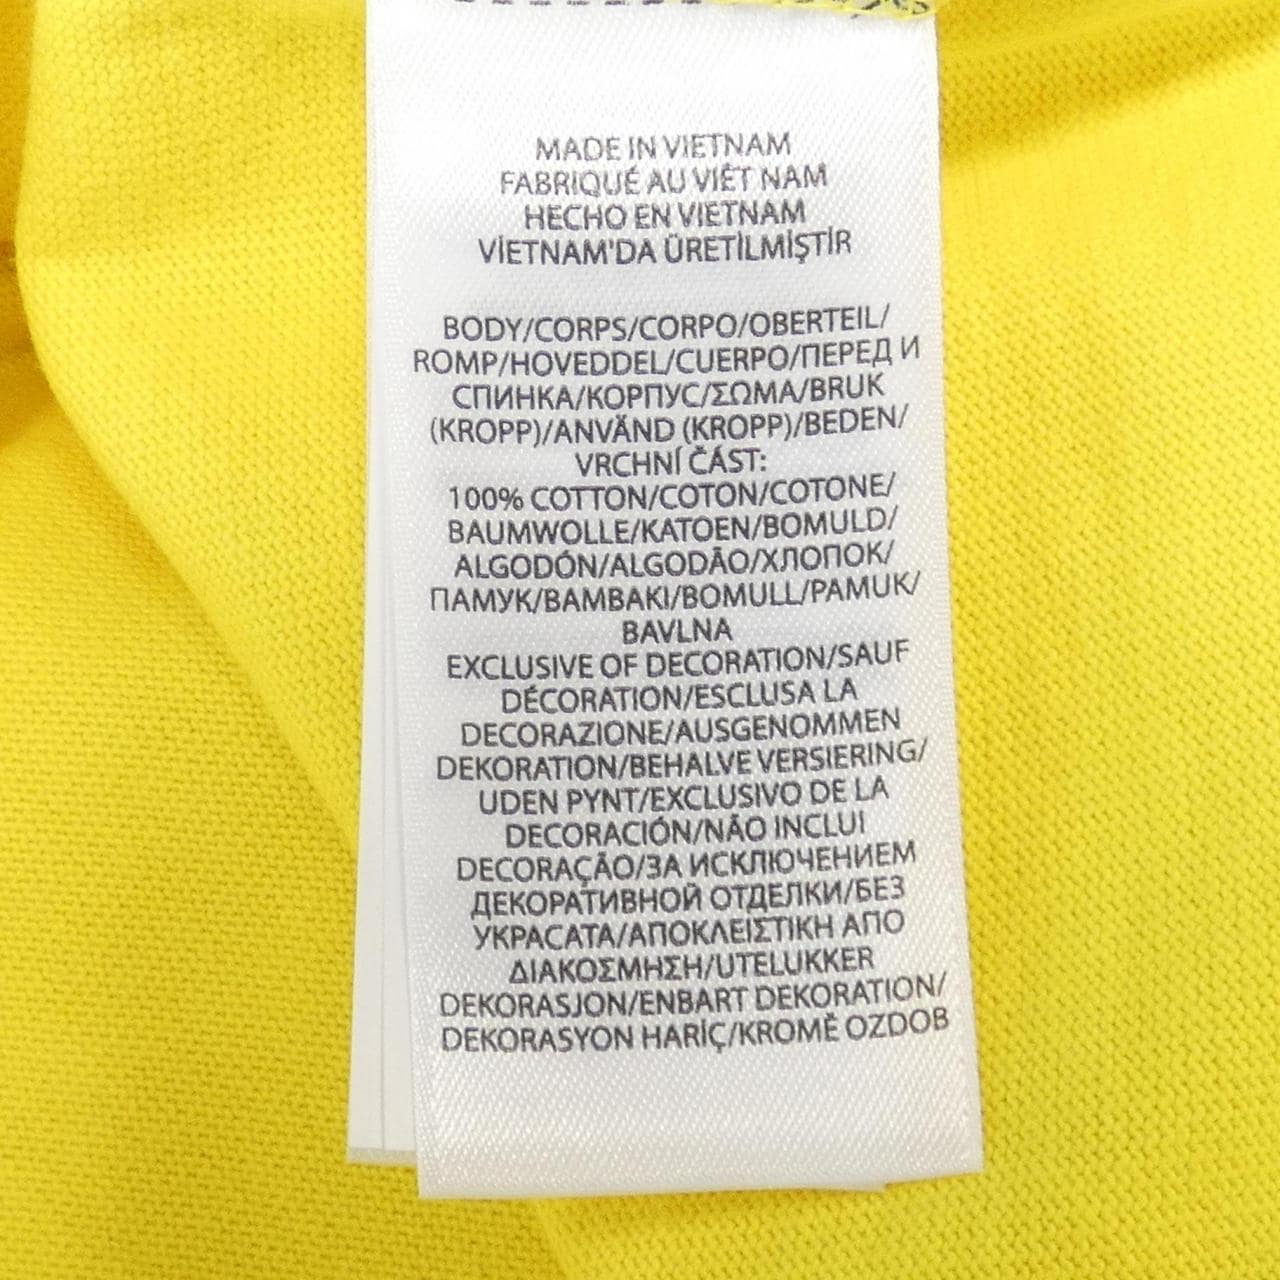 MADE IN VIETNAM
FABRIQUÉ AU VIÊT NAM
HECHO EN VIETNAM
VİETNAM'DA ÜRETİLMİŞTİR
BODY/CORPS/CORPO/OBERTEIL/
ROMP/HOVEDDEL/CUERPO/ПЕРЕД И
СПИНКА/КОРПУС/ΣΩΜΑ/BRUK
(KROPP)/ANVÄND (KROPP)/BEDEN/
VRCHNÍ ČÁST:
100% COTTON/COTON/COTONE/
BAUMWOLLE/KATOEN/BOMULD/
ALGODÓN/ALGODÃO/ХЛОПОК/
ПАМУК/ΒΑΜΒΑΚΙ/BOMULL/PAMUK/
BAVLNA
EXCLUSIVE OF DECORATION/SAUF
DÉCORATION/ESCLUSA LA
DECORAZIONE/AUSGENOMMEN
DEKORATION/BEHALVE VERSIERING/
UDEN PYNT/EXCLUSIVO DE LA
DECORACIÓN/NÃO INCLUI
DECORAÇÃO/ЗА ИСКЛЮЧЕНИЕМ
ДЕКОРАТИВНОЙ ОТДЕЛКИ/БЕЗ
УКРАСАТА/ΑΠΟΚΛΕΙΣΤΙΚΗ ΑΠΟ
ΔΙΑΚΟΣΜΗΣΗ/UTELUKKER
DEKORASJON/ENBART DEKORATION/
DEKORASYON HARİÇ/KROMĚ OZDOB